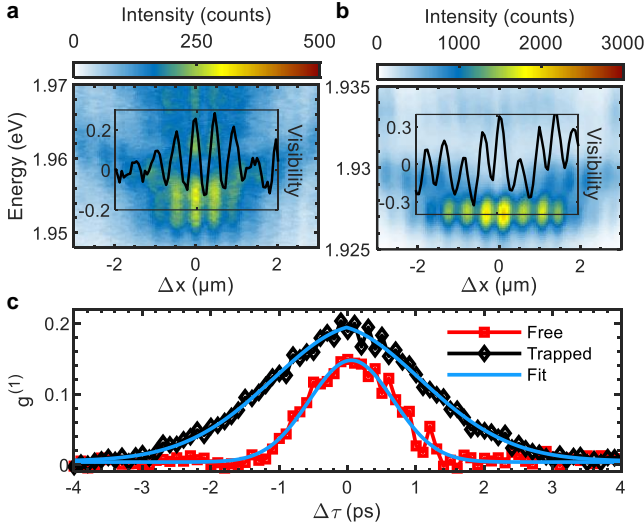 a
Intensity (counts)
0 250 500
1.97
1.96
1.95
Energy (eV)
0.2
0
-0.2
Visibility
-2 0 2
Δx (μm)
b
Intensity (counts)
0 1000 2000 3000
1.935
1.93
1.925
0.3
0
-0.3
Visibility
-2 0 2
Δx (μm)
c
0.2
0.1
0
g(1)
Free
Trapped
Fit
-4 -3 -2 -1 0 1 2 3 4
Δτ (ps)